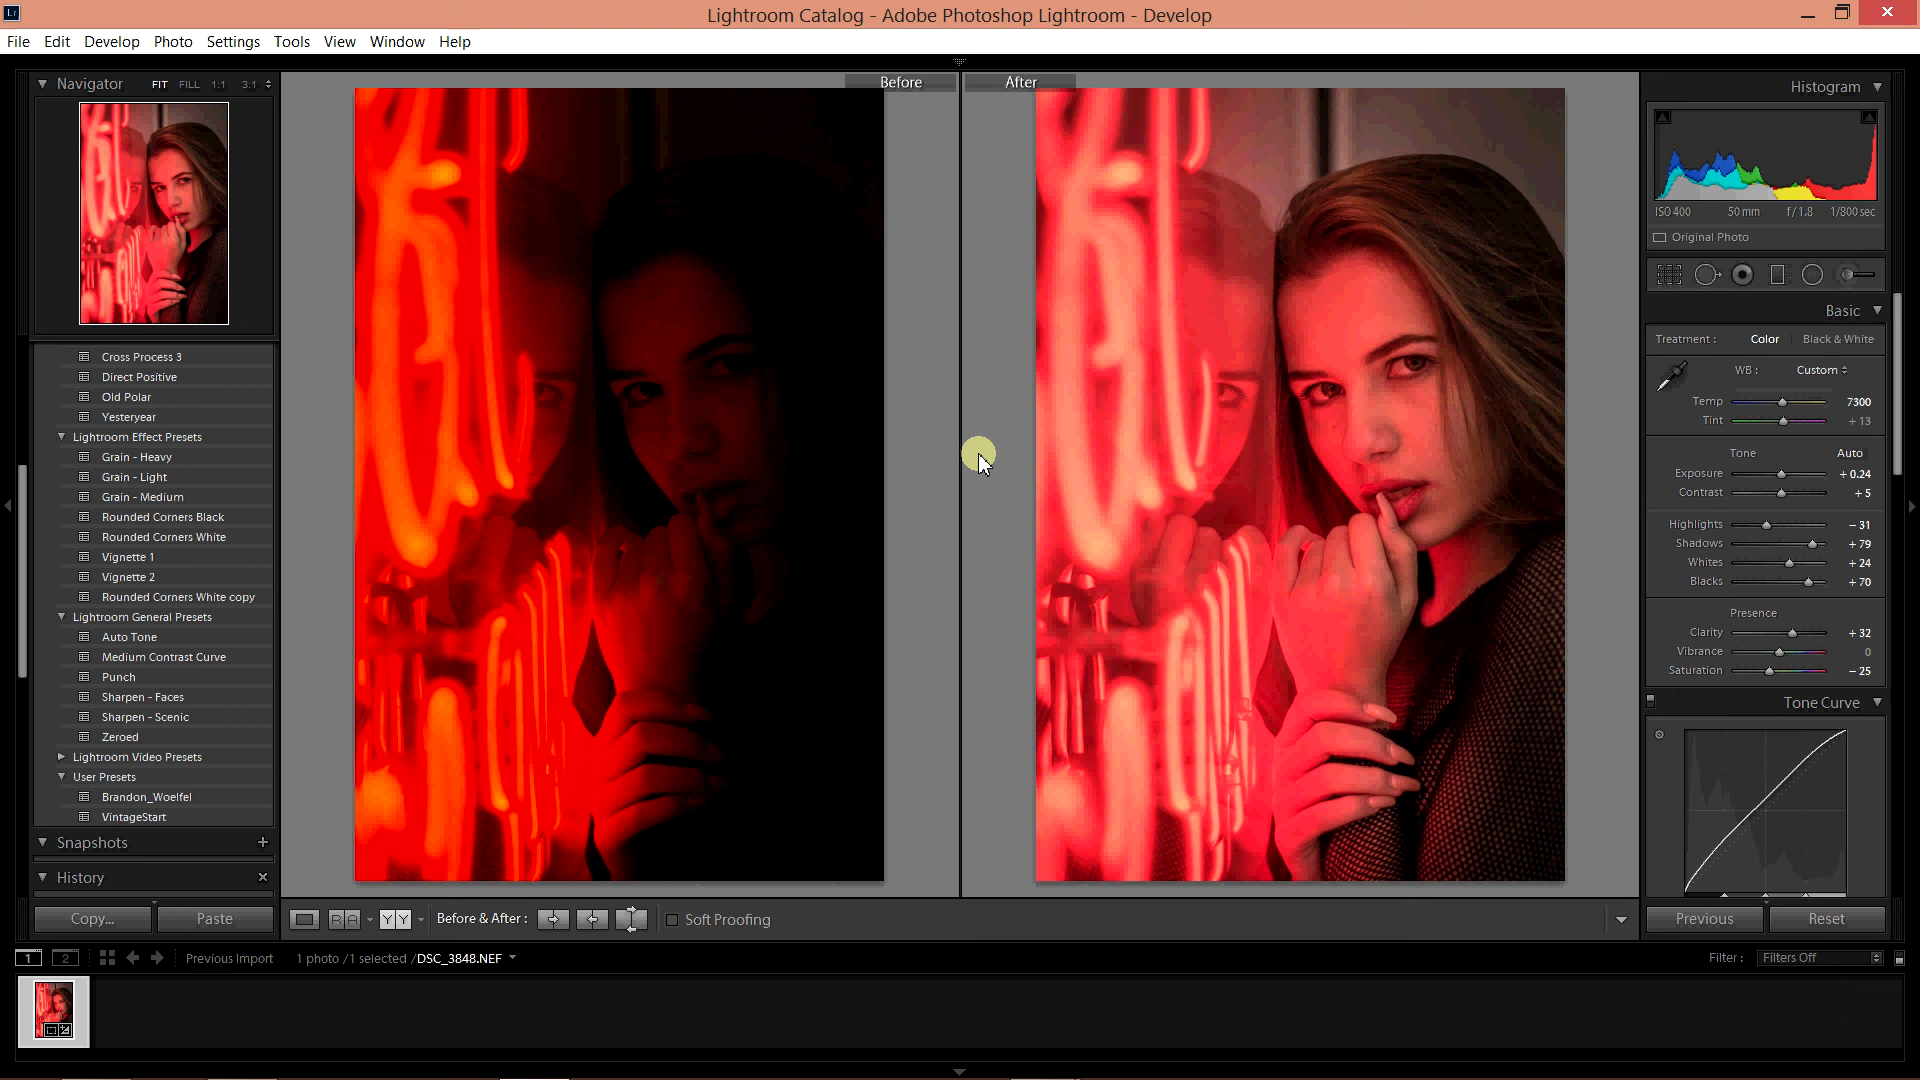 Lr
Lightroom Catalog - Adobe Photoshop Lightroom - Develop
File Edit Develop Photo Settings Tools View Window Help
Navigator FIT FILL 1:1 3:1
Cross Process 3
Direct Positive
Old Polar
Yesteryear
Lightroom Effect Presets
Grain - Heavy
Grain - Light
Grain - Medium
Rounded Corners Black
Rounded Corners White
Vignette 1
Vignette 2
Rounded Corners White copy
Lightroom General Presets
Auto Tone
Medium Contrast Curve
Punch
Sharpen - Faces
Sharpen - Scenic
Zeroed
Lightroom Video Presets
User Presets
Brandon_Woelfel
VintageStart
Snapshots +
History ×
Copy... Paste
Before After
R A Y Y Before & After : Soft Proofing
Histogram
ISO 400 50 mm f / 1.8 1/800 sec
Original Photo
Basic
Treatment : Color Black & White
WB : Custom
Temp 7300
Tint + 13
Tone Auto
Exposure + 0.24
Contrast + 5
Highlights − 31
Shadows + 79
Whites + 24
Blacks + 70
Presence
Clarity + 32
Vibrance 0
Saturation − 25
Tone Curve
Previous Reset
1 2 Previous Import 1 photo / 1 selected / DSC_3848.NEF Filter : Filters Off